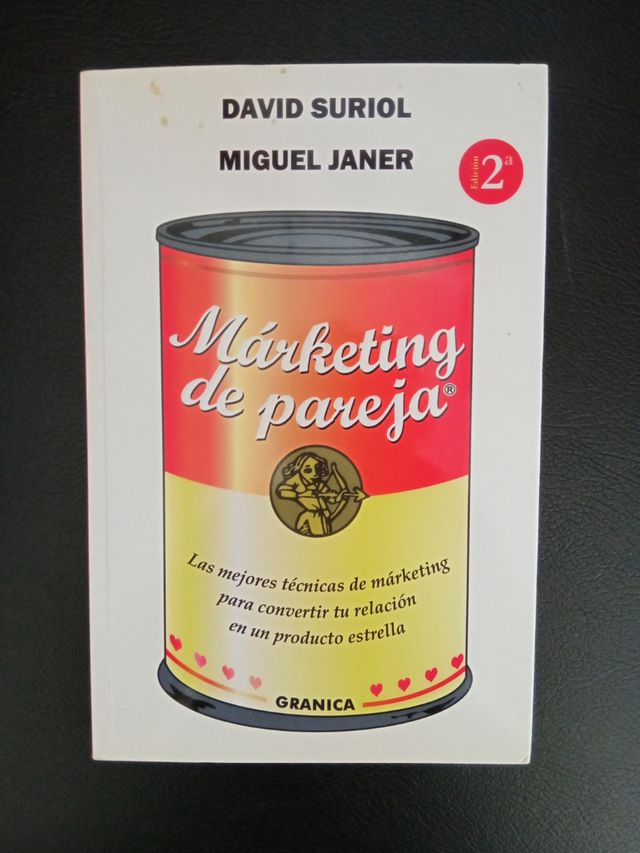 DAVID SURIOL
MIGUEL JANER
Edición 2ª
Márketing
de pareja®
Las mejores técnicas de márketing
para convertir tu relación
en un producto estrella
GRANICA